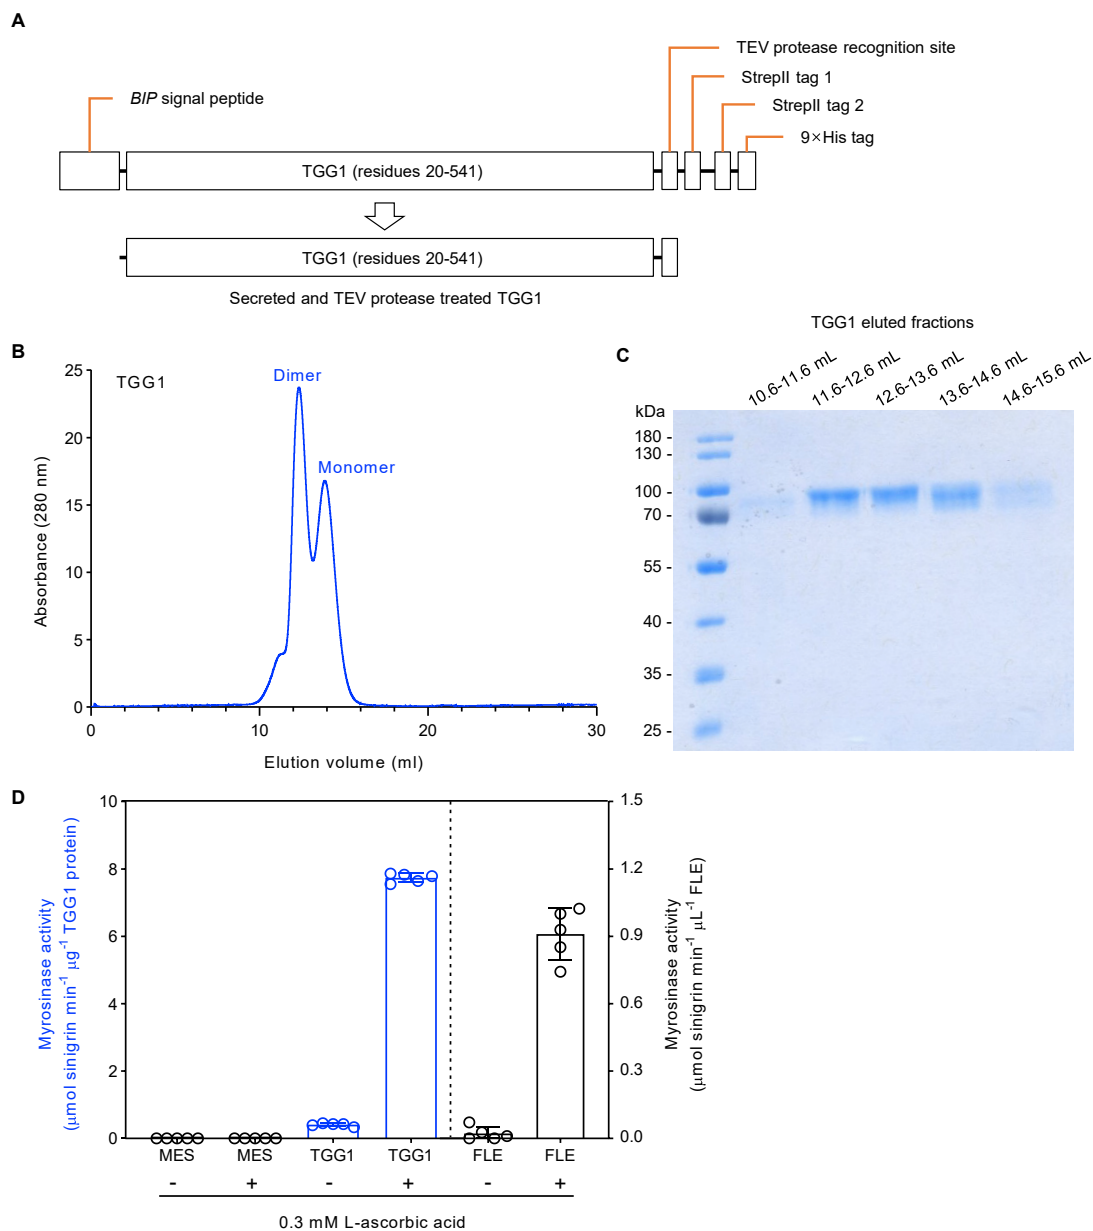 A
TEV protease recognition site
StrepII tag 1
BIP signal peptide
StrepII tag 2
9×His tag
TGG1 (residues 20-541)
TGG1 (residues 20-541)
Secreted and TEV protease treated TGG1
B
TGG1
Dimer
Monomer
Absorbance (280 nm)
25
20
15
10
5
0
0
10
20
30
Elution volume (ml)
C
TGG1 eluted fractions
10.6-11.6 mL
11.6-12.6 mL
12.6-13.6 mL
13.6-14.6 mL
14.6-15.6 mL
kDa
180 -
130 -
100 -
70 -
55 -
40 -
35 -
25 -
D
Myrosinase activity
(μmol sinigrin min-1 μg-1 TGG1 protein)
10
8
6
4
2
0
1.5
1.2
0.9
0.6
0.3
0.0
Myrosinase activity
(μmol sinigrin min-1 μL-1 FLE)
MES MES TGG1 TGG1 FLE FLE
- + - + - +
0.3 mM L-ascorbic acid